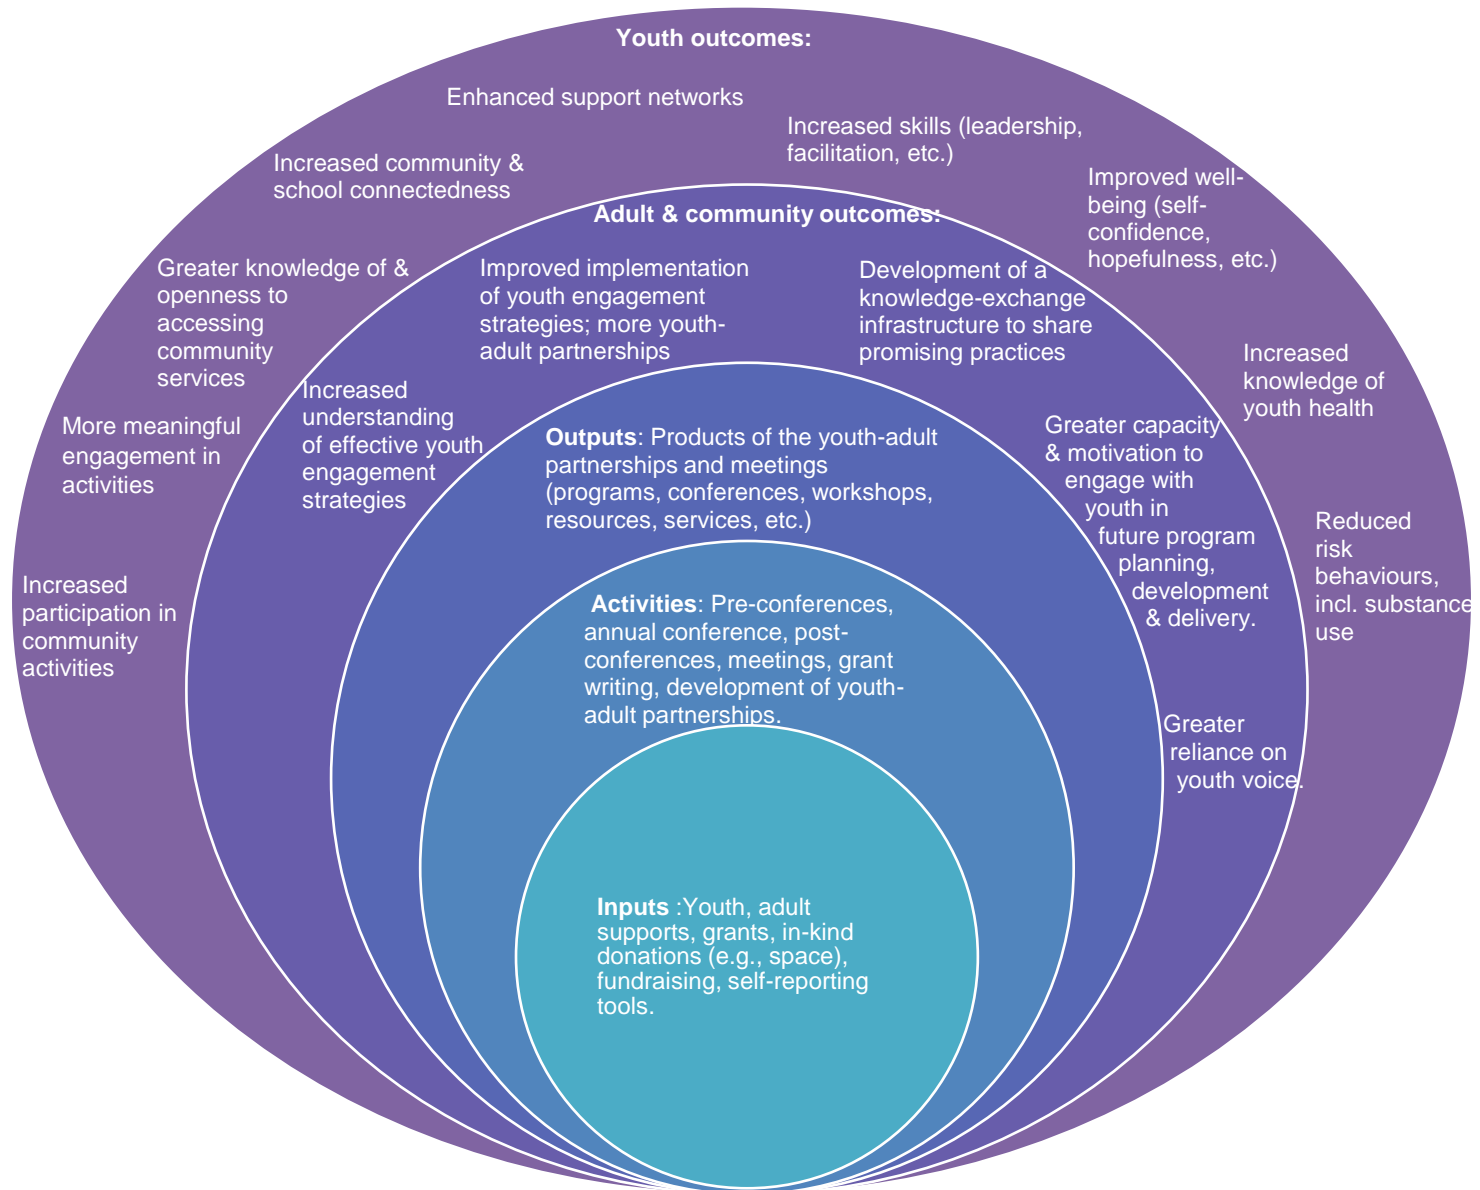 Youth outcomes:
Enhanced support networks
Increased skills (leadership,
facilitation, etc.)
Increased community &
school connectedness
Improved well-
being (self-
confidence,
hopefulness, etc.)
Greater knowledge of &
openness to
accessing
community
services
Increased
knowledge of
youth health
More meaningful
engagement in
activities
Reduced
risk
behaviours,
incl. substance
use
Increased
participation in
community
activities
Adult & community outcomes:
Improved implementation
of youth engagement
strategies; more youth-
adult partnerships
Development of a
knowledge-exchange
infrastructure to share
promising practices
Increased
understanding
of effective youth
engagement
strategies
Greater capacity
& motivation to
engage with
youth in
future program
planning,
development
& delivery.
Greater
reliance on
youth voice.
Outputs: Products of the youth-adult
partnerships and meetings
(programs, conferences, workshops,
resources, services, etc.)
Activities: Pre-conferences,
annual conference, post-
conferences, meetings, grant
writing, development of youth-
adult partnerships.
Inputs :Youth, adult
supports, grants, in-kind
donations (e.g., space),
fundraising, self-reporting
tools.